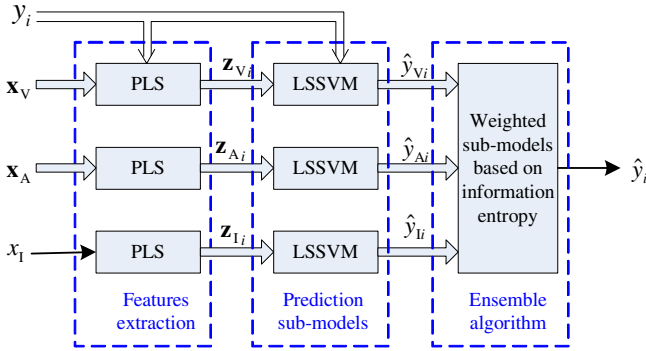 y_i
x_V
PLS
z_Vi
LSSVM
ŷ_Vi
x_A
PLS
z_Ai
LSSVM
ŷ_Ai
x_I
PLS
z_Ii
LSSVM
ŷ_Ii
Weighted
sub-models
based on
information
entropy
ŷ_i
Features
extraction
Prediction
sub-models
Ensemble
algorithm